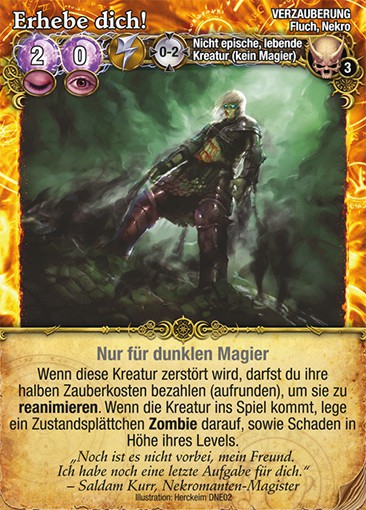 Erhebe dich!
VERZAUBERUNG
Fluch, Nekro
2 0
0-2
Nicht epische, lebende
Kreatur (kein Magier)
3
Nur für dunklen Magier
Wenn diese Kreatur zerstört wird, darfst du ihre
halben Zauberkosten bezahlen (aufrunden), um sie zu
reanimieren. Wenn die Kreatur ins Spiel kommt, lege
ein Zustandsplättchen Zombie darauf, sowie Schaden in
Höhe ihres Levels.
„Noch ist es nicht vorbei, mein Freund.
Ich habe noch eine letzte Aufgabe für dich.“
– Saldam Kurr, Nekromanten-Magister
Illustration: Herckeim DNE02